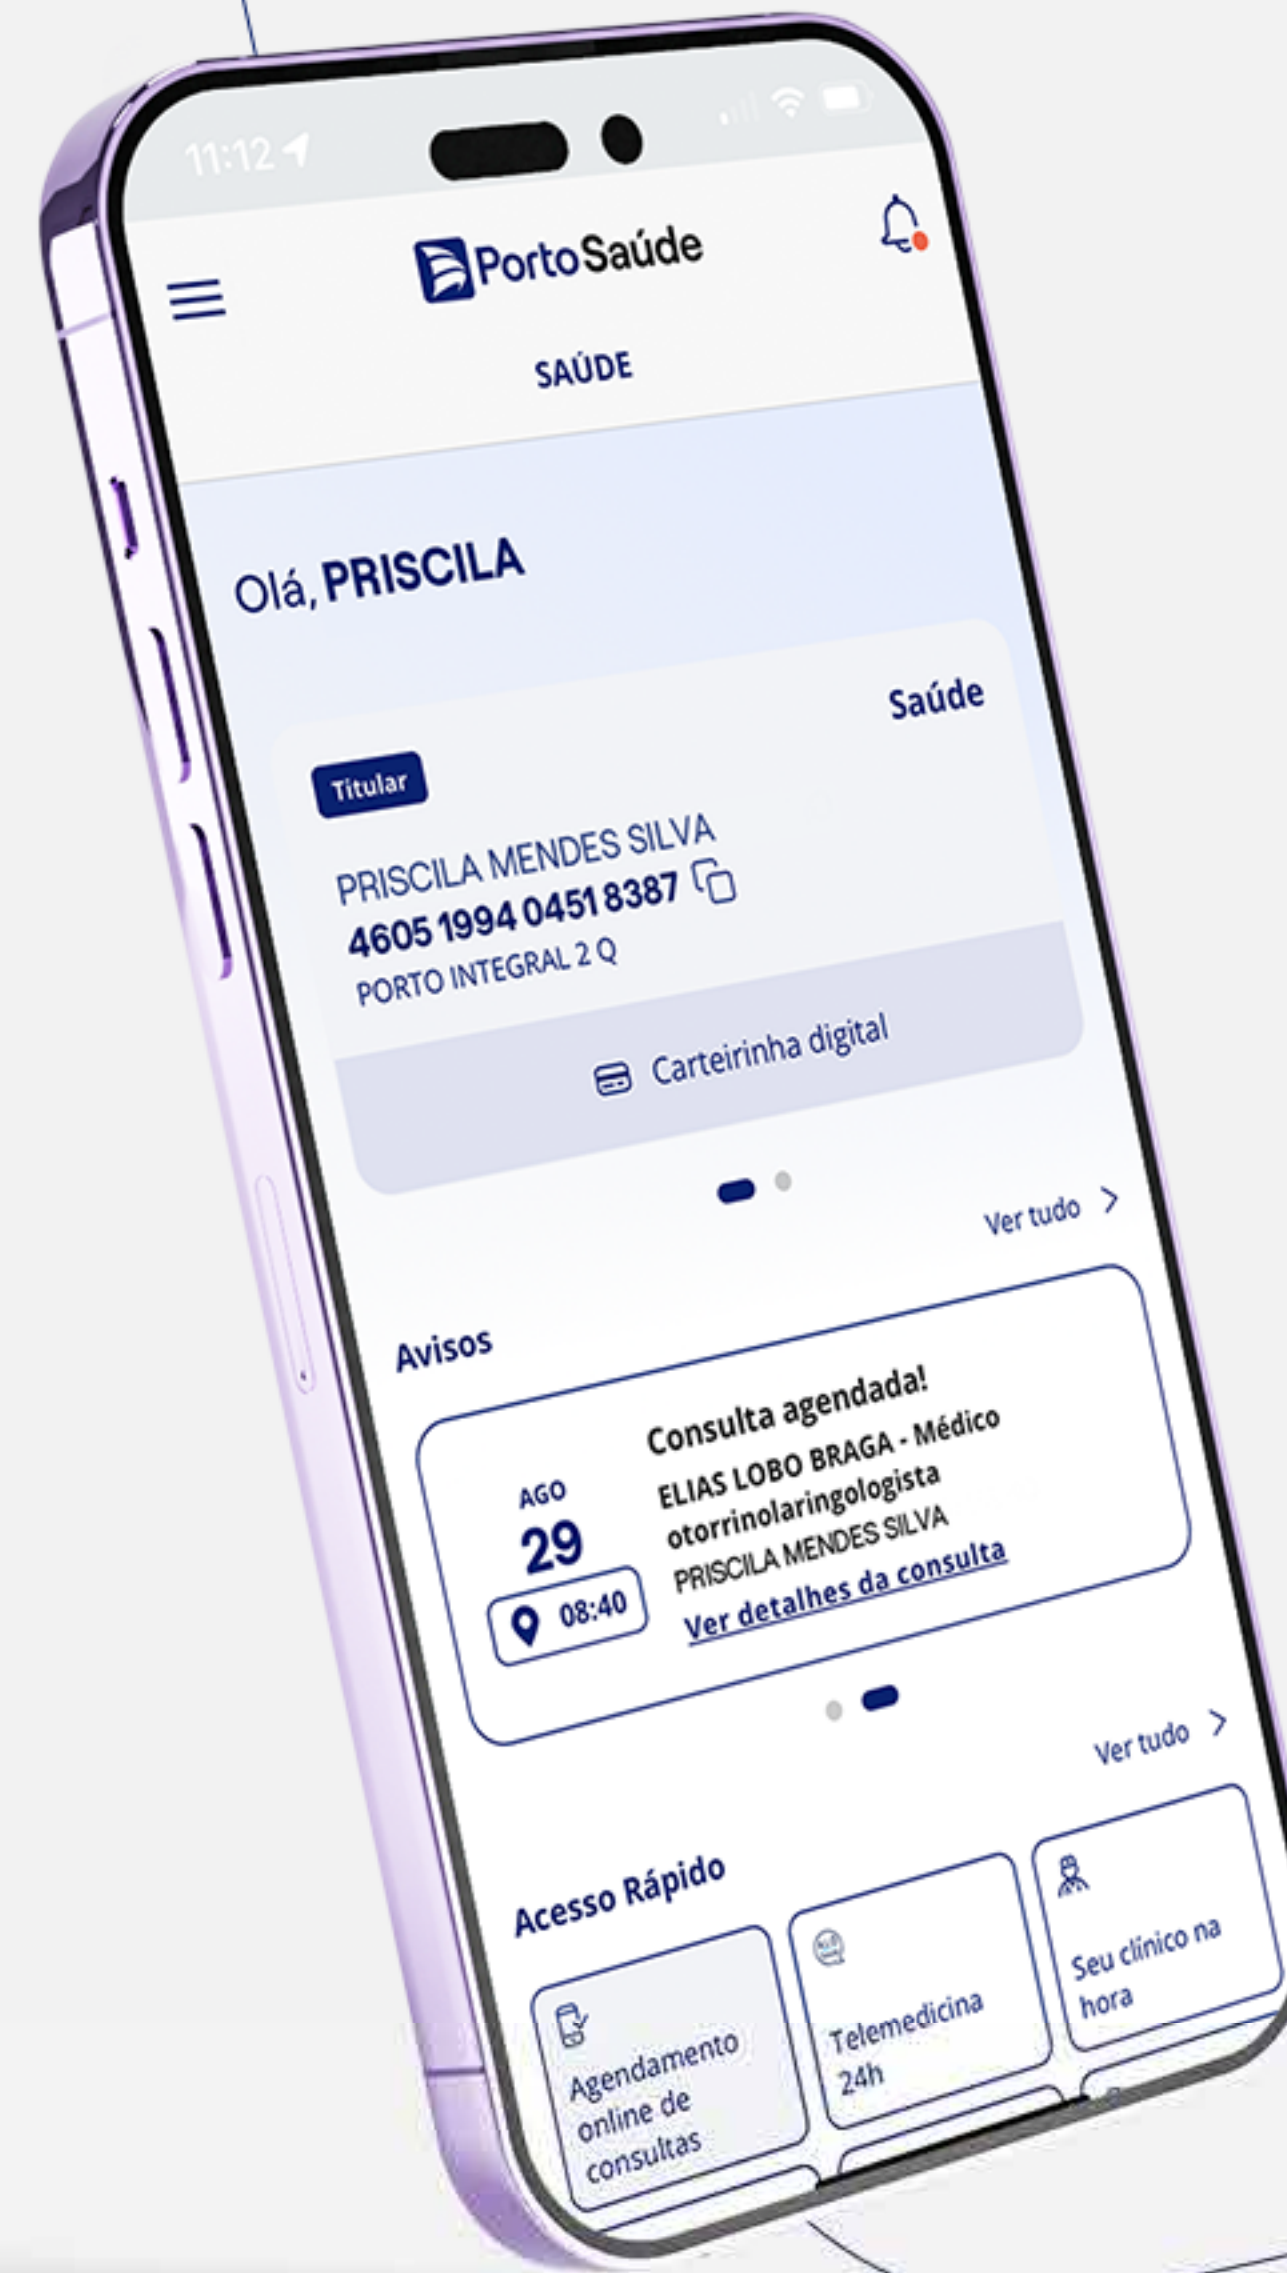 11:12
PortoSaúde
SAÚDE
Olá, PRISCILA
Saúde
Titular
PRISCILA MENDES SILVA
4605 1994 0451 8387
PORTO INTEGRAL 2 Q
Carteirinha digital
Ver tudo
Avisos
AGO
29
08:40
Consulta agendada!
ELIAS LOBO BRAGA - Médico
otorrinolaringologista
PRISCILA MENDES SILVA
Ver detalhes da consulta
Ver tudo
Acesso Rápido
Agendamento
online de
consultas
Telemedicina
24h
Seu clínico na
hora